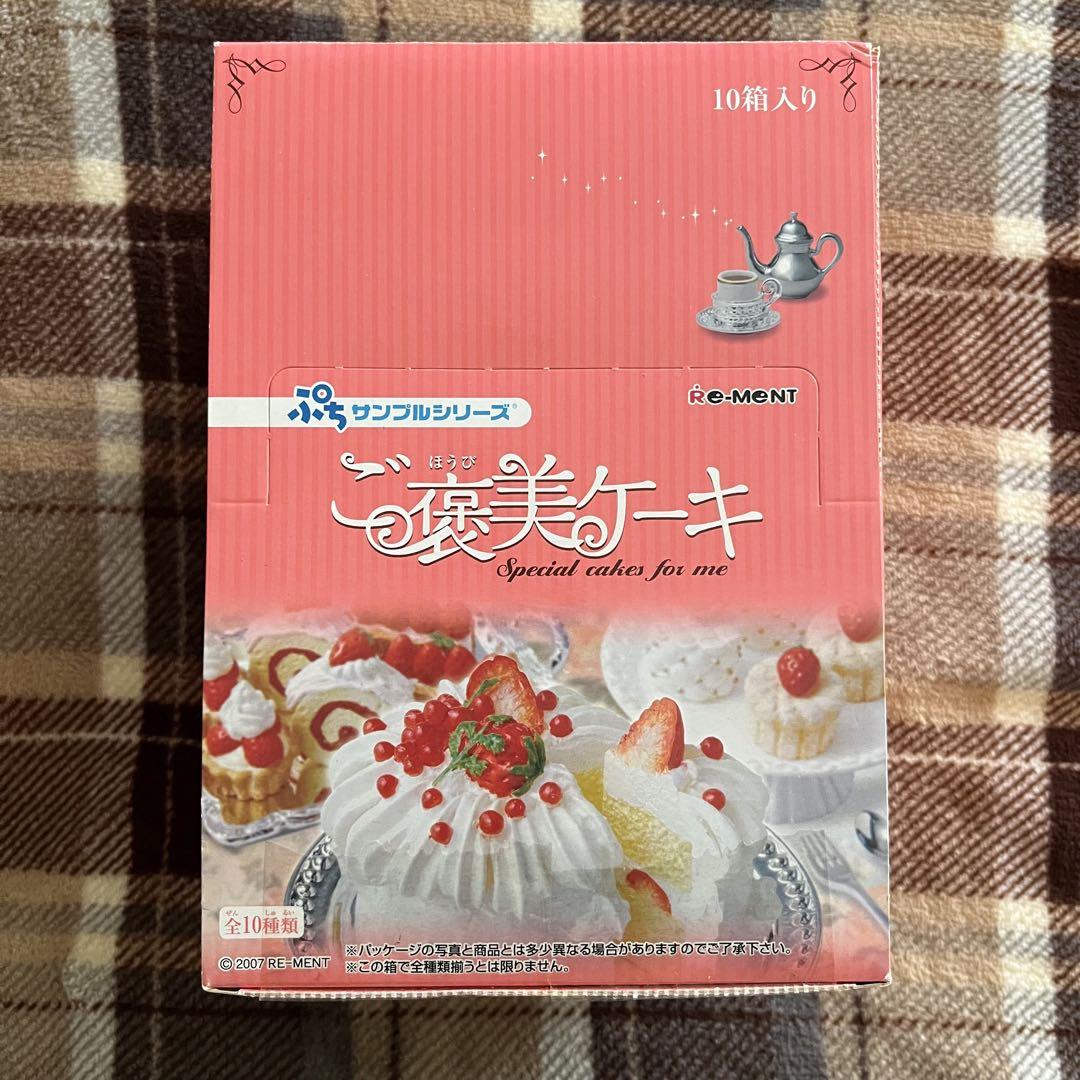 10箱入り
ぷちサンプルシリーズ®
Re-MeNT
ほうび
ご褒美ケーキ
Special cakes for me
ぜん しゅ るい
全10種類
© 2007 RE-MENT
※パッケージの写真と商品とは多少異なる場合がありますのでご了承下さい。
※この箱で全種類揃うとは限りません。